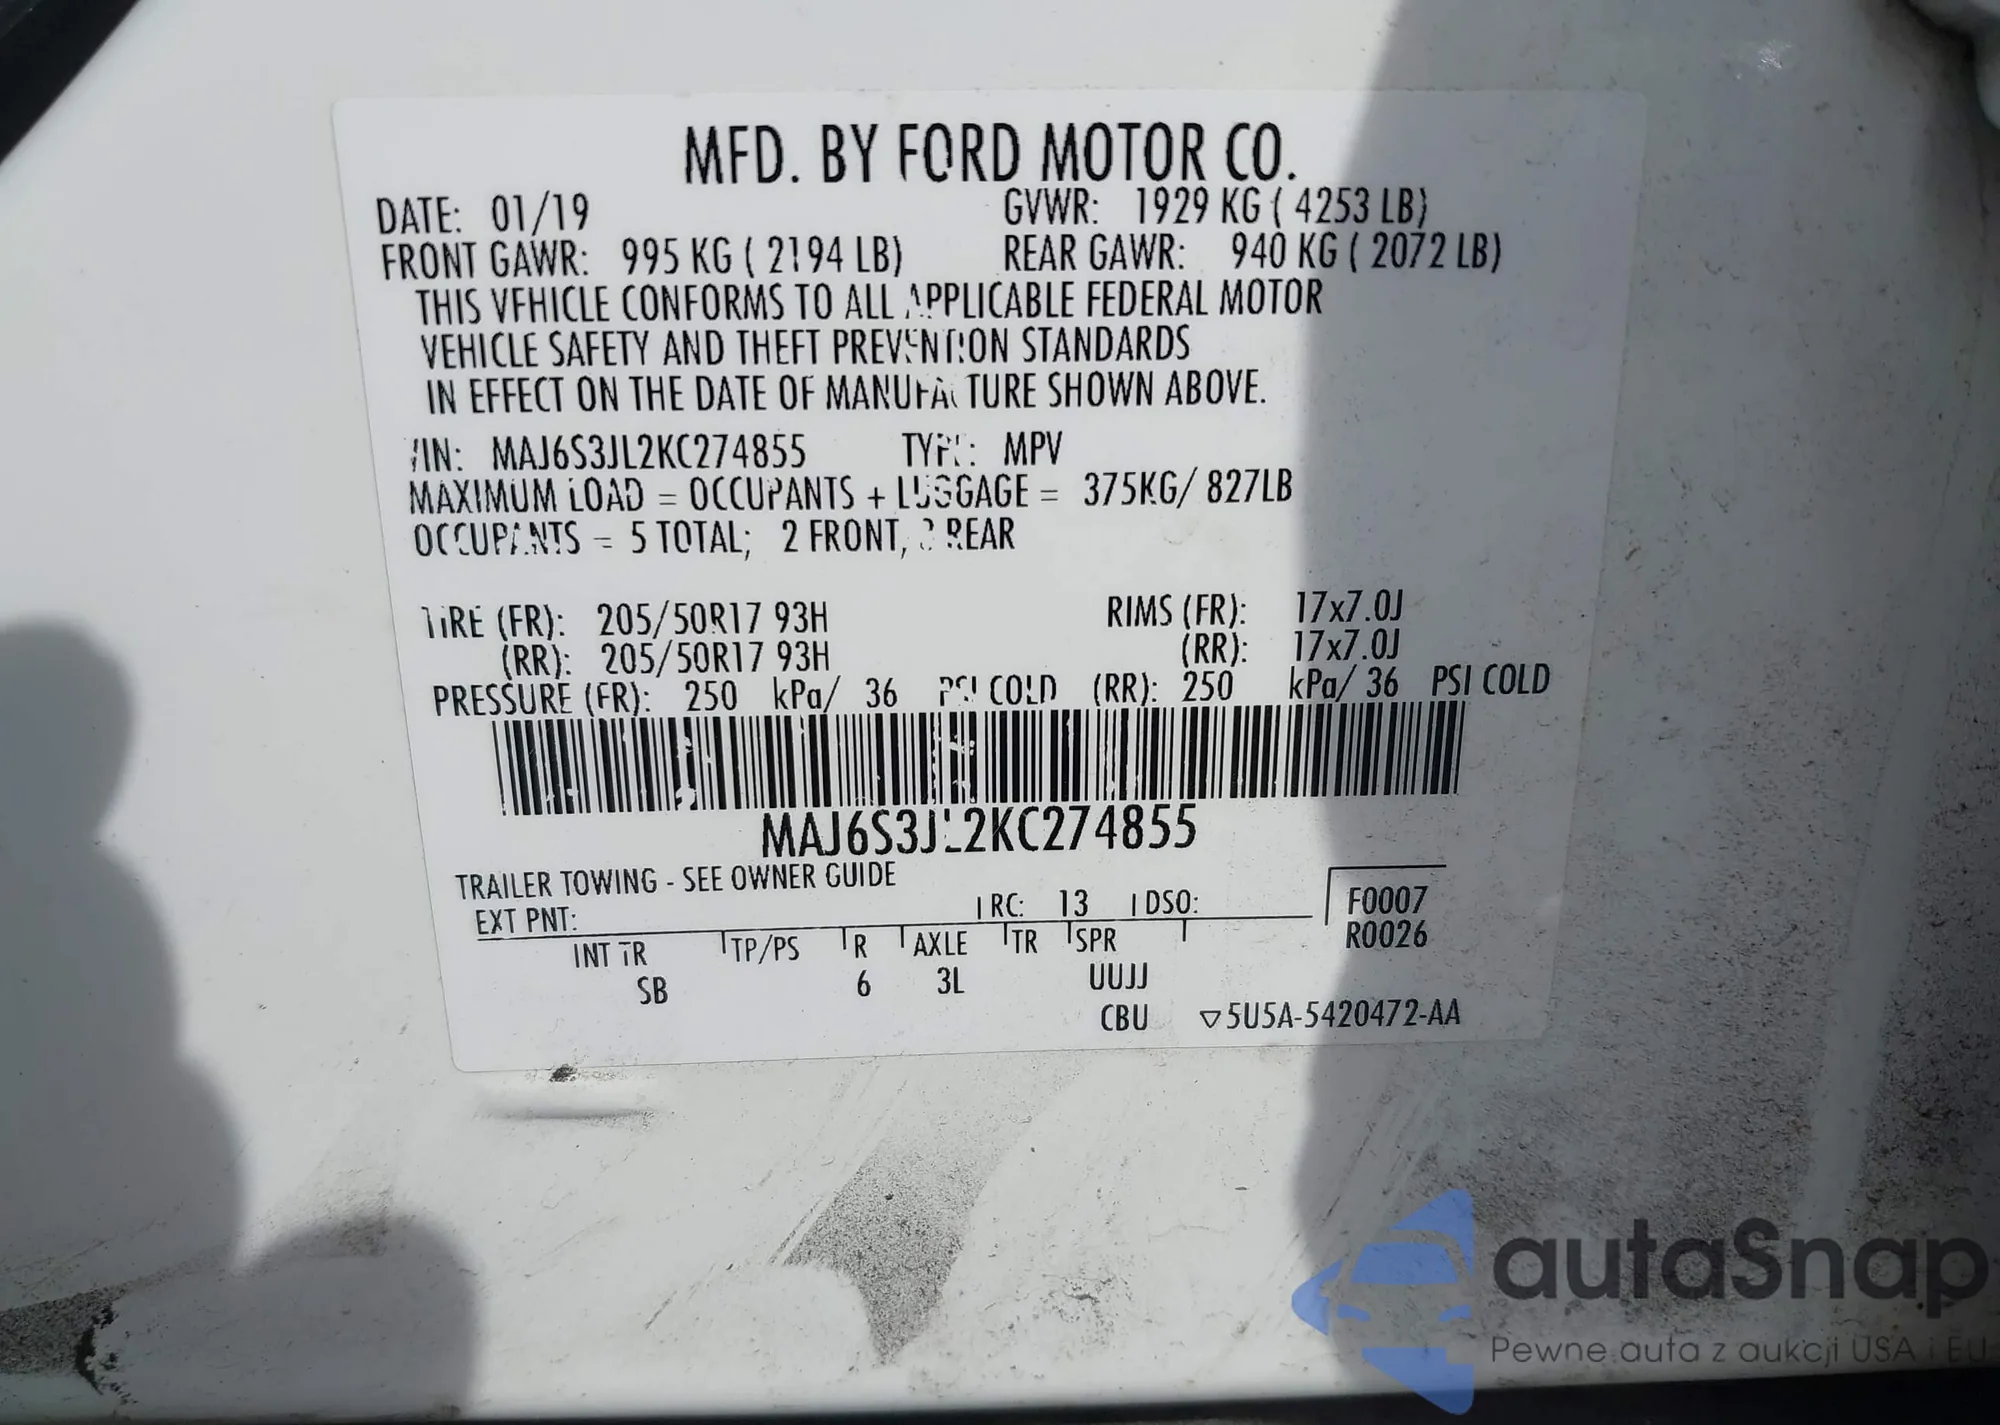 MFD. BY FORD MOTOR CO.
DATE: 01/19 GVWR: 1929 KG ( 4253 LB)
FRONT GAWR: 995 KG ( 2194 LB) REAR GAWR: 940 KG ( 2072 LB)
THIS VEHICLE CONFORMS TO ALL APPLICABLE FEDERAL MOTOR
VEHICLE SAFETY AND THEFT PREVENTION STANDARDS
IN EFFECT ON THE DATE OF MANUFACTURE SHOWN ABOVE.
VIN: MAJ6S3JL2KC274855 TYPE: MPV
MAXIMUM LOAD = OCCUPANTS + LUGGAGE = 375KG/ 827LB
OCCUPANTS = 5 TOTAL; 2 FRONT, 3 REAR
TIRE (FR): 205/50R17 93H RIMS (FR): 17x7.0J
(RR): 205/50R17 93H (RR): 17x7.0J
PRESSURE (FR): 250 kPa/ 36 PSI COLD (RR): 250 kPa/ 36 PSI COLD
MAJ6S3JL2KC274855
TRAILER TOWING - SEE OWNER GUIDE
EXT PNT: RC: 13 DSO: F0007
R0026
INT TR TP/PS R AXLE TR SPR
SB 6 3L UUJJ
CBU ▽5U5A-5420472-AA
autaSnap
Pewne auta z aukcji USA i EU